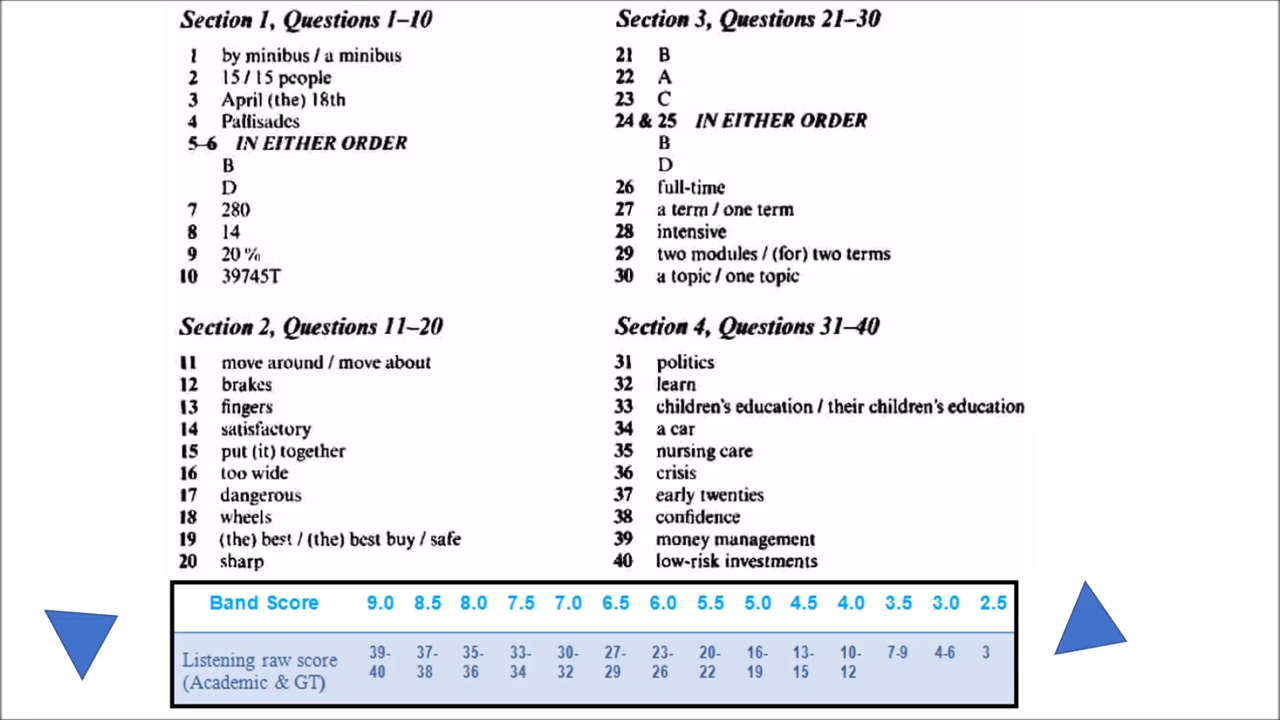 Section 1, Questions 1–10
1 by minibus / a minibus
2 15 / 15 people
3 April (the) 18th
4 Pallisades
5–6 IN EITHER ORDER
B
D
7 280
8 14
9 20 %
10 39745T
Section 2, Questions 11–20
11 move around / move about
12 brakes
13 fingers
14 satisfactory
15 put (it) together
16 too wide
17 dangerous
18 wheels
19 (the) best / (the) best buy / safe
20 sharp
Section 3, Questions 21–30
21 B
22 A
23 C
24 & 25 IN EITHER ORDER
B
D
26 full-time
27 a term / one term
28 intensive
29 two modules / (for) two terms
30 a topic / one topic
Section 4, Questions 31–40
31 politics
32 learn
33 children's education / their children's education
34 a car
35 nursing care
36 crisis
37 early twenties
38 confidence
39 money management
40 low-risk investments
Band Score 9.0 8.5 8.0 7.5 7.0 6.5 6.0 5.5 5.0 4.5 4.0 3.5 3.0 2.5
Listening raw score (Academic & GT) 39-40 37-38 35-36 33-34 30-32 27-29 23-26 20-22 16-19 13-15 10-12 7-9 4-6 3